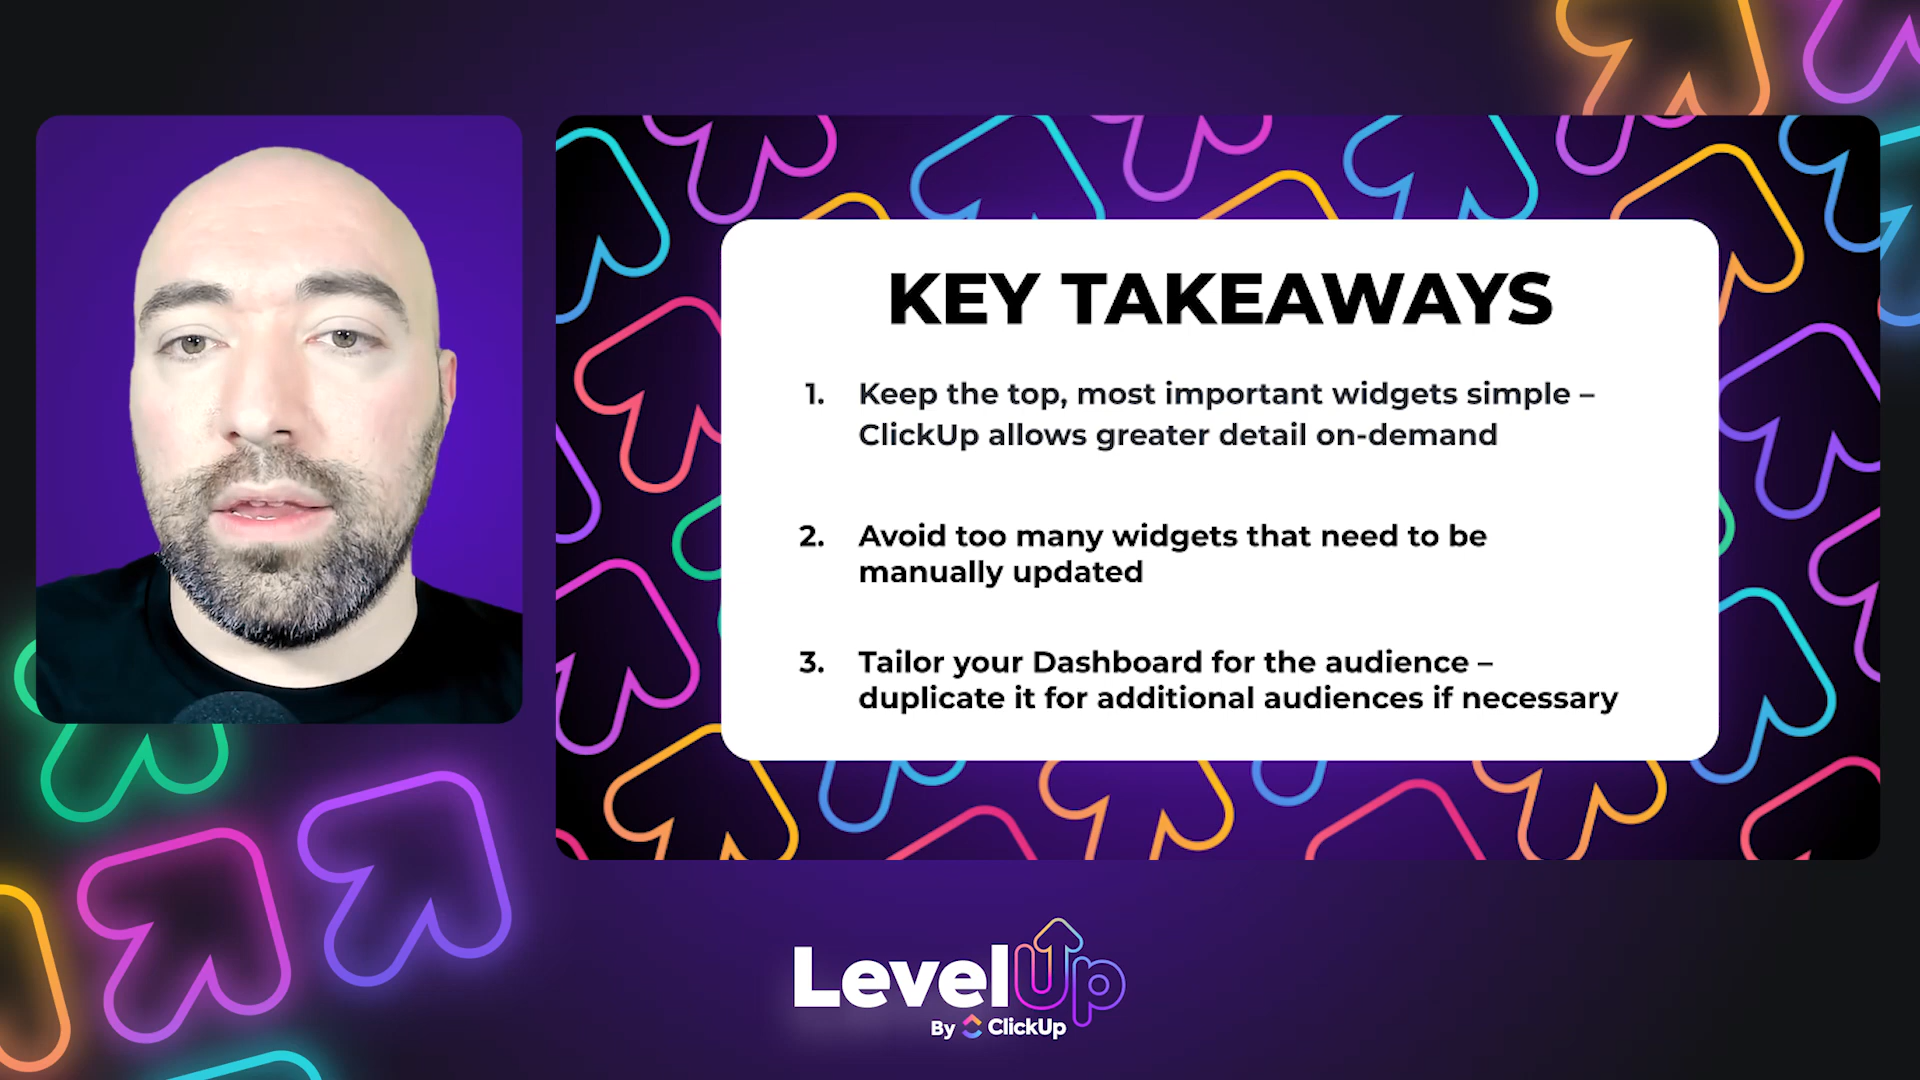 KEY TAKEAWAYS
1. Keep the top, most important widgets simple –
ClickUp allows greater detail on-demand
2. Avoid too many widgets that need to be
manually updated
3. Tailor your Dashboard for the audience –
duplicate it for additional audiences if necessary
LevelUp
By ClickUp